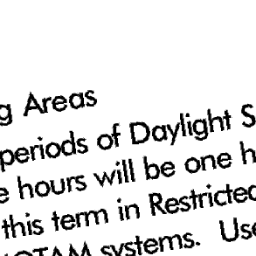 g Areas
periods of Daylight S
e hours will be one h
this term in Restricted
OTAM systems. Use